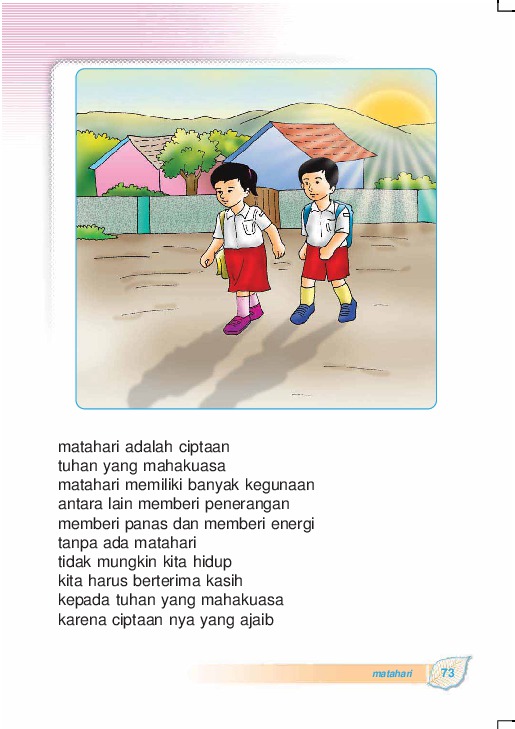 matahari adalah ciptaan
tuhan yang mahakuasa
matahari memiliki banyak kegunaan
antara lain memberi penerangan
memberi panas dan memberi energi
tanpa ada matahari
tidak mungkin kita hidup
kita harus berterima kasih
kepada tuhan yang mahakuasa
karena ciptaan nya yang ajaib
matahari 73